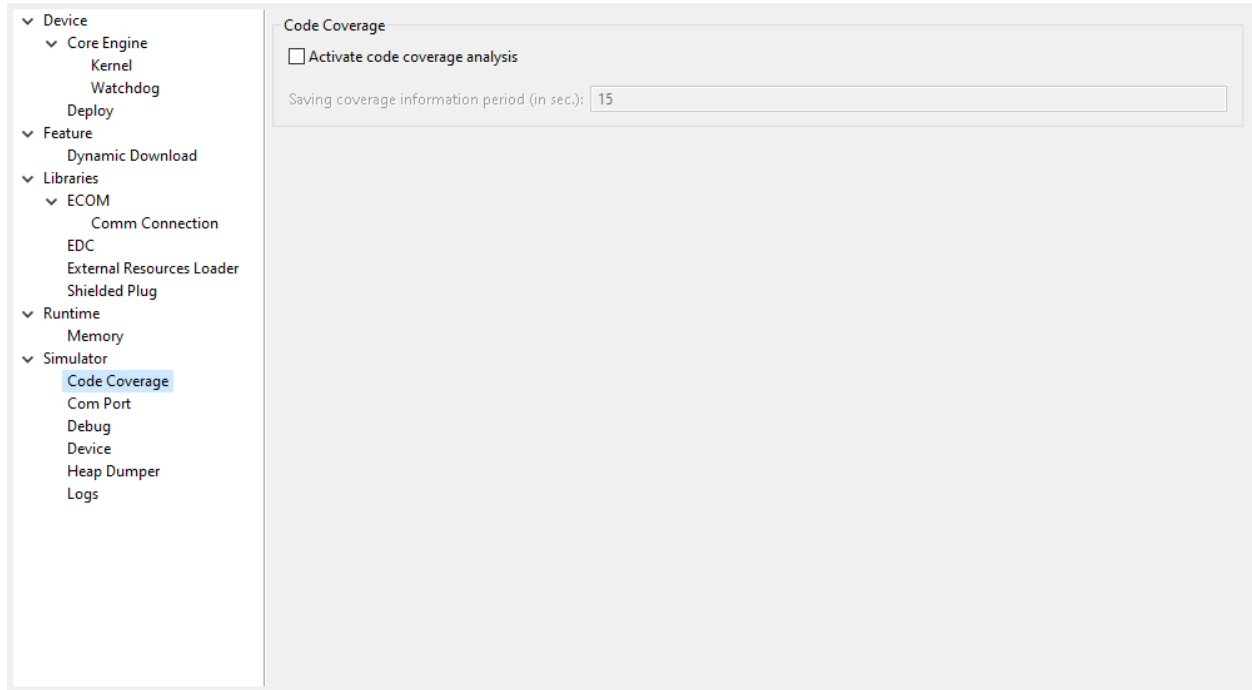 Device
Core Engine
Kernel
Watchdog
Deploy
Feature
Dynamic Download
Libraries
ECOM
Comm Connection
EDC
External Resources Loader
Shielded Plug
Runtime
Memory
Simulator
Code Coverage
Com Port
Debug
Device
Heap Dumper
Logs
Code Coverage
Activate code coverage analysis
Saving coverage information period (in sec.): 15